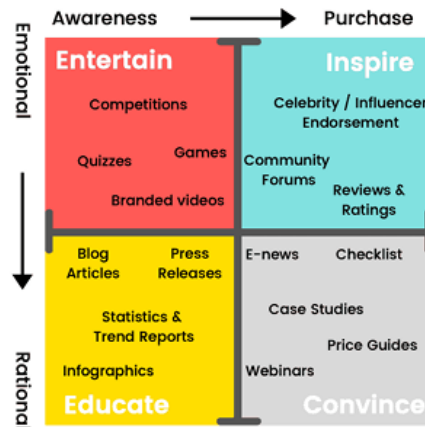 Awareness
Purchase
Emotional
Rational
Entertain
Competitions
Quizzes
Games
Branded videos
Inspire
Celebrity / Influencer
Endorsement
Community
Forums
Reviews &
Ratings
Blog
Articles
Press
Releases
Statistics &
Trend Reports
Infographics
Educate
E-news
Checklist
Case Studies
Price Guides
Webinars
Convince